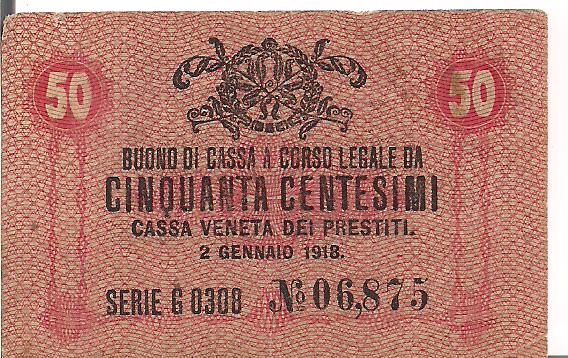 50 50
BUONO DI CASSA A CORSO LEGALE DA
CINQUANTA CENTESIMI
CASSA VENETA DEI PRESTITI.
2 GENNAIO 1918.
SERIE G 0308 No 06,875